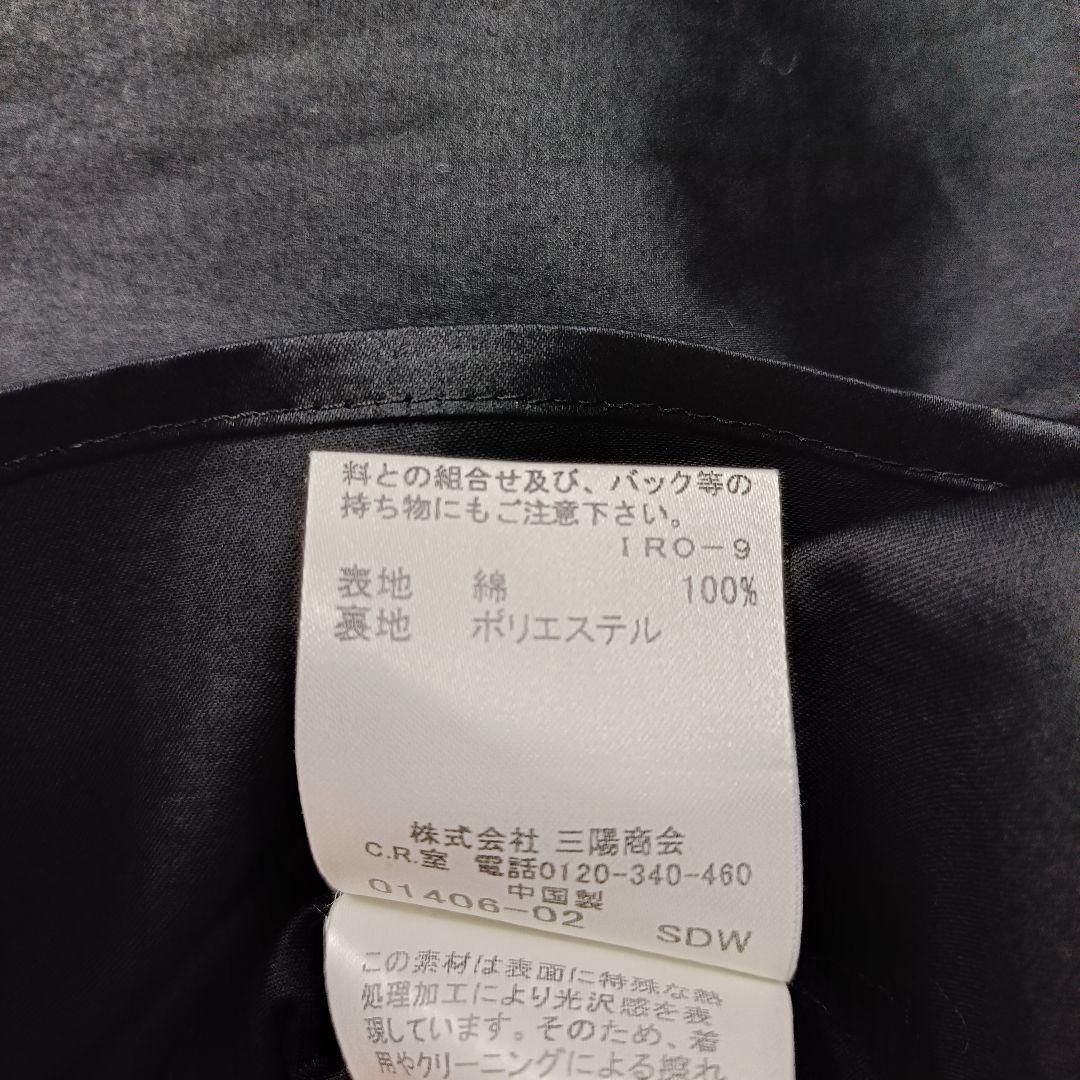 料との組合せ及び、バック等の
持ち物にもご注意下さい。
IRO-9
表地 綿 100%
裏地 ポリエステル
株式会社 三陽商会
C.R.室 電話0120-340-460
中国製
01406-02 SDW
この素材は表面に特殊な熱
処理加工により光沢感を表
現しています。そのため、着
用やクリーニングによる擦れ